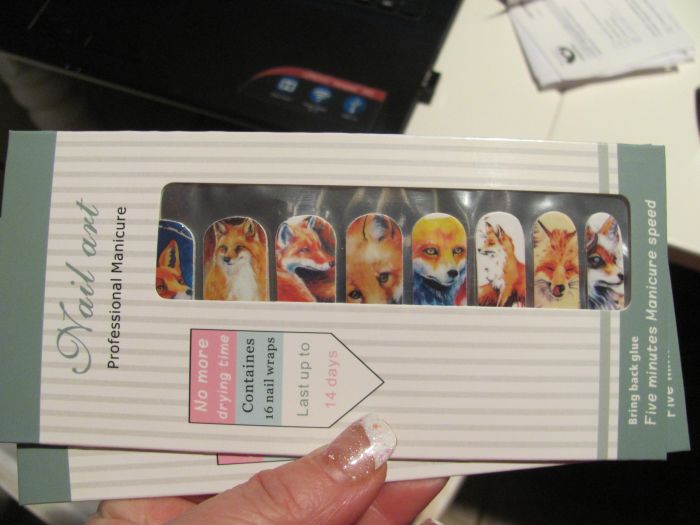 Nail art
Professional Manicure
No more
drying time
Containes
16 nail wraps
Last up to
14 days
Bring back glue
Five minutes Manicure speed
Five